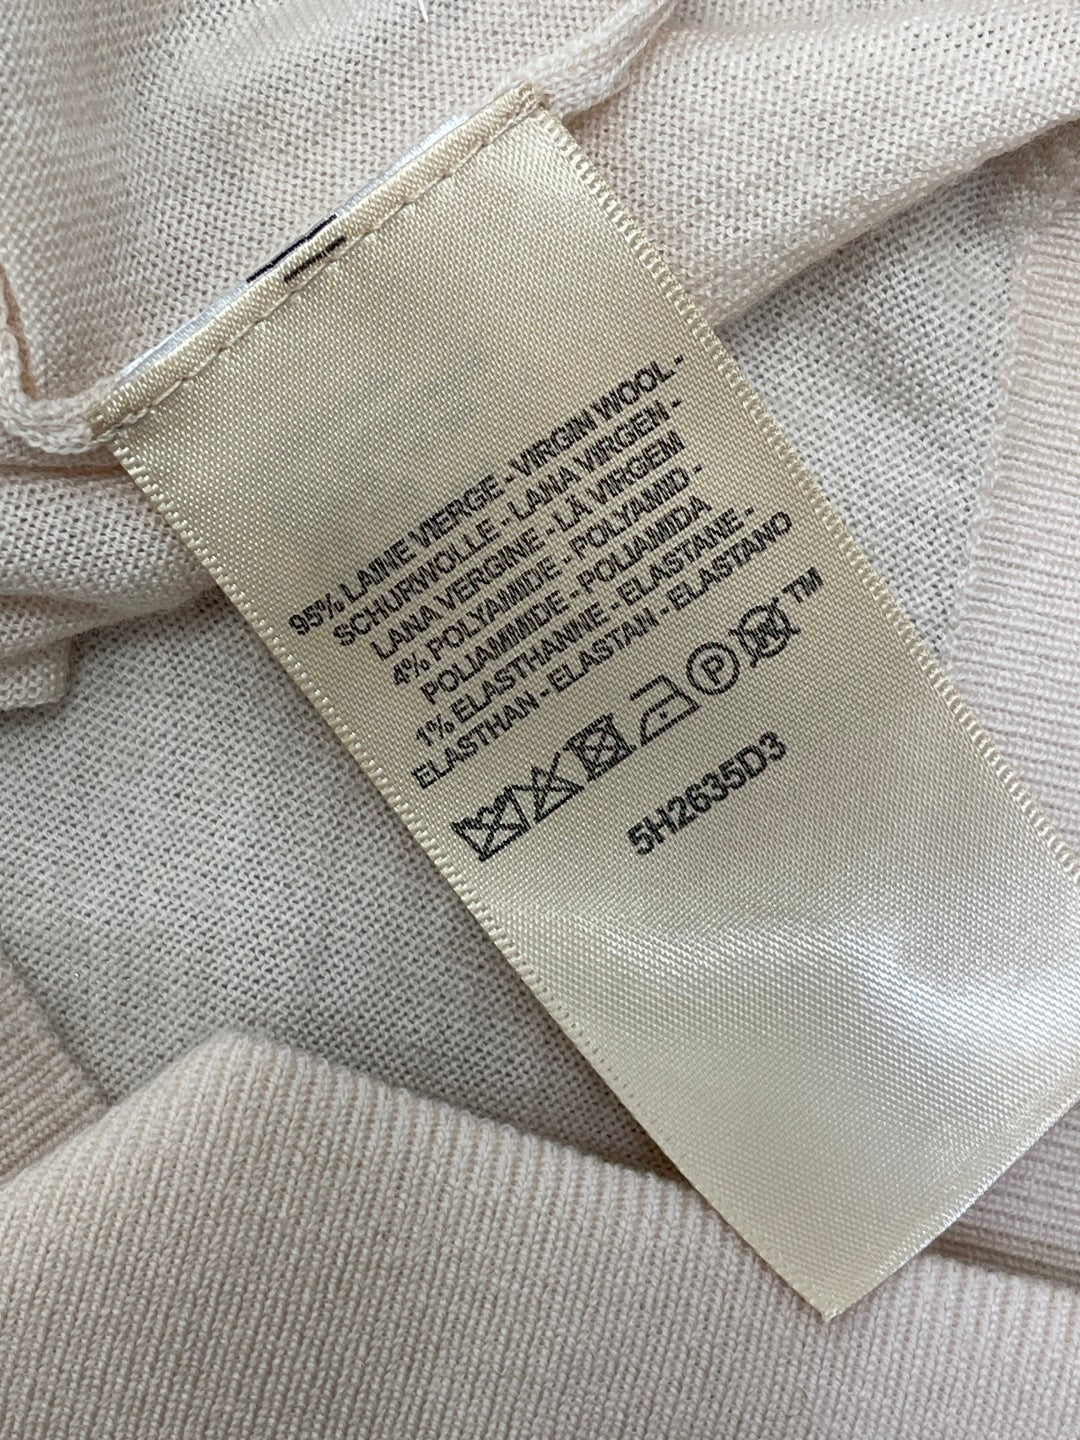 95% LAINE VIERGE - VIRGIN WOOL -
SCHURWOLLE - LANA VIRGEN -
LANA VERGINE - LÃ VIRGEM
4% POLYAMIDE - POLYAMID -
POLIAMMIDE - POLIAMIDA
1% ELASTHANNE - ELASTANE -
ELASTHAN - ELASTAN - ELASTANO
P W TM
5H2635D3